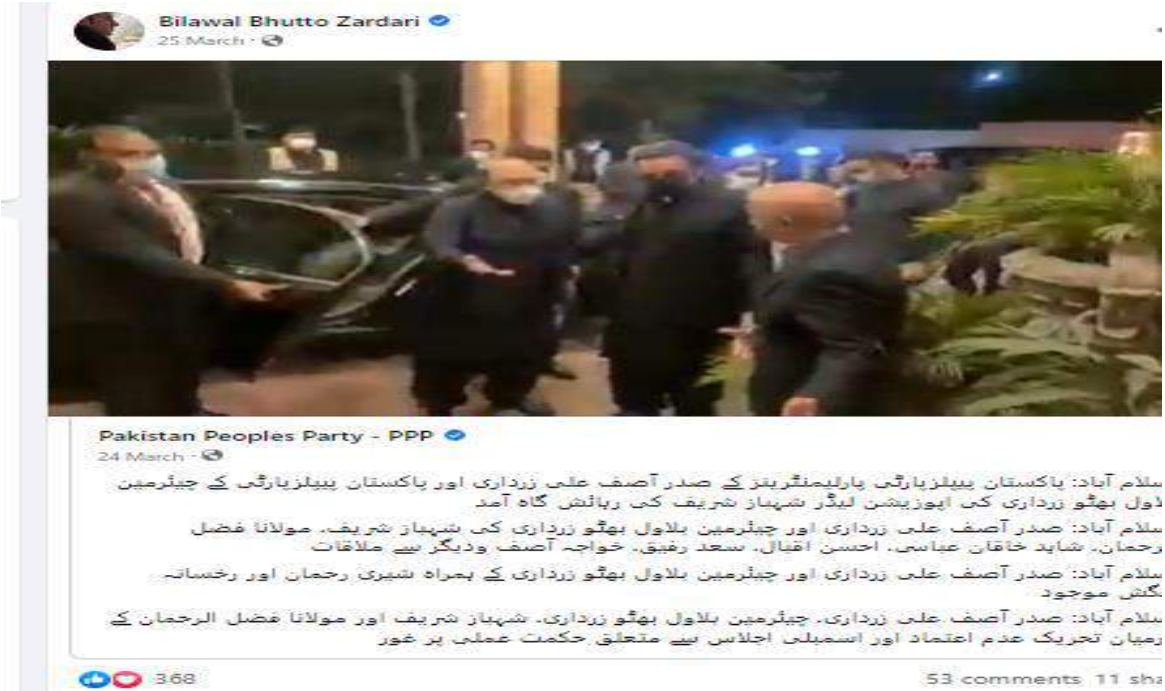 Bilawal Bhutto Zardari
25 March ·
Pakistan Peoples Party - PPP
24 March ·
سلام آباد: پاکستان پیپلزپارٹی پارلیمنٹرینز کے صدر آصف علی زرداری اور پاکستان پیپلزپارٹی کے چیئرمین
لاول بھٹو زرداری کی اپوزیشن لیڈر شہباز شریف کی رہائش گاہ آمد
سلام آباد: صدر آصف علی زرداری اور چیئرمین بلاول بھٹو زرداری کی شہباز شریف، مولانا فضل
رحمان، شاہد خاقان عباسی، احسن اقبال، سعد رفیق، خواجہ آصف ودیگر سے ملاقات
سلام آباد: صدر آصف علی زرداری اور چیئرمین بلاول بھٹو زرداری کے ہمراہ شیری رحمان اور رخسانہ
گش موجود
سلام آباد: صدر آصف علی زرداری، چیئرمین بلاول بھٹو زرداری، شہباز شریف اور مولانا فضل الرحمان کے
رمیان تحریک عدم اعتماد اور اسمبلی اجلاس سے متعلق حکمت عملی پر غور
368
53 comments 11 sha